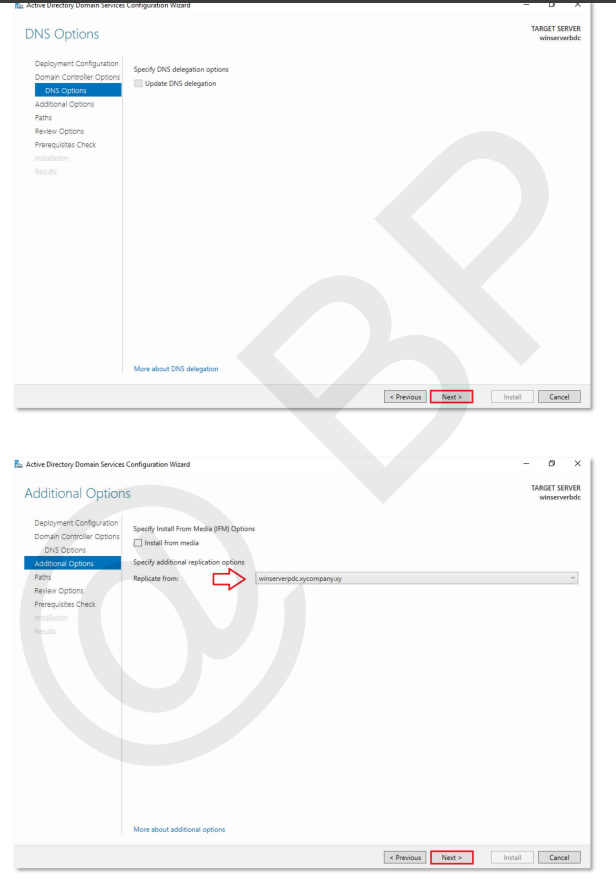 Active Directory Domain Services Configuration Wizard
DNS Options
TARGET SERVER
winserverbdc
Deployment Configuration
Domain Controller Options
DNS Options
Additional Options
Paths
Review Options
Prerequisites Check
Installation
Results
Specify DNS delegation options
Update DNS delegation
More about DNS delegation
< Previous Next > Install Cancel
Active Directory Domain Services Configuration Wizard
Additional Options
TARGET SERVER
winserverbdc
Deployment Configuration
Domain Controller Options
DNS Options
Additional Options
Paths
Review Options
Prerequisites Check
Installation
Results
Specify Install From Media (IFM) Options
Install from media
Specify additional replication options
Replicate from: winserverpdc.xycompany.xy
More about additional options
< Previous Next > Install Cancel
@ BP